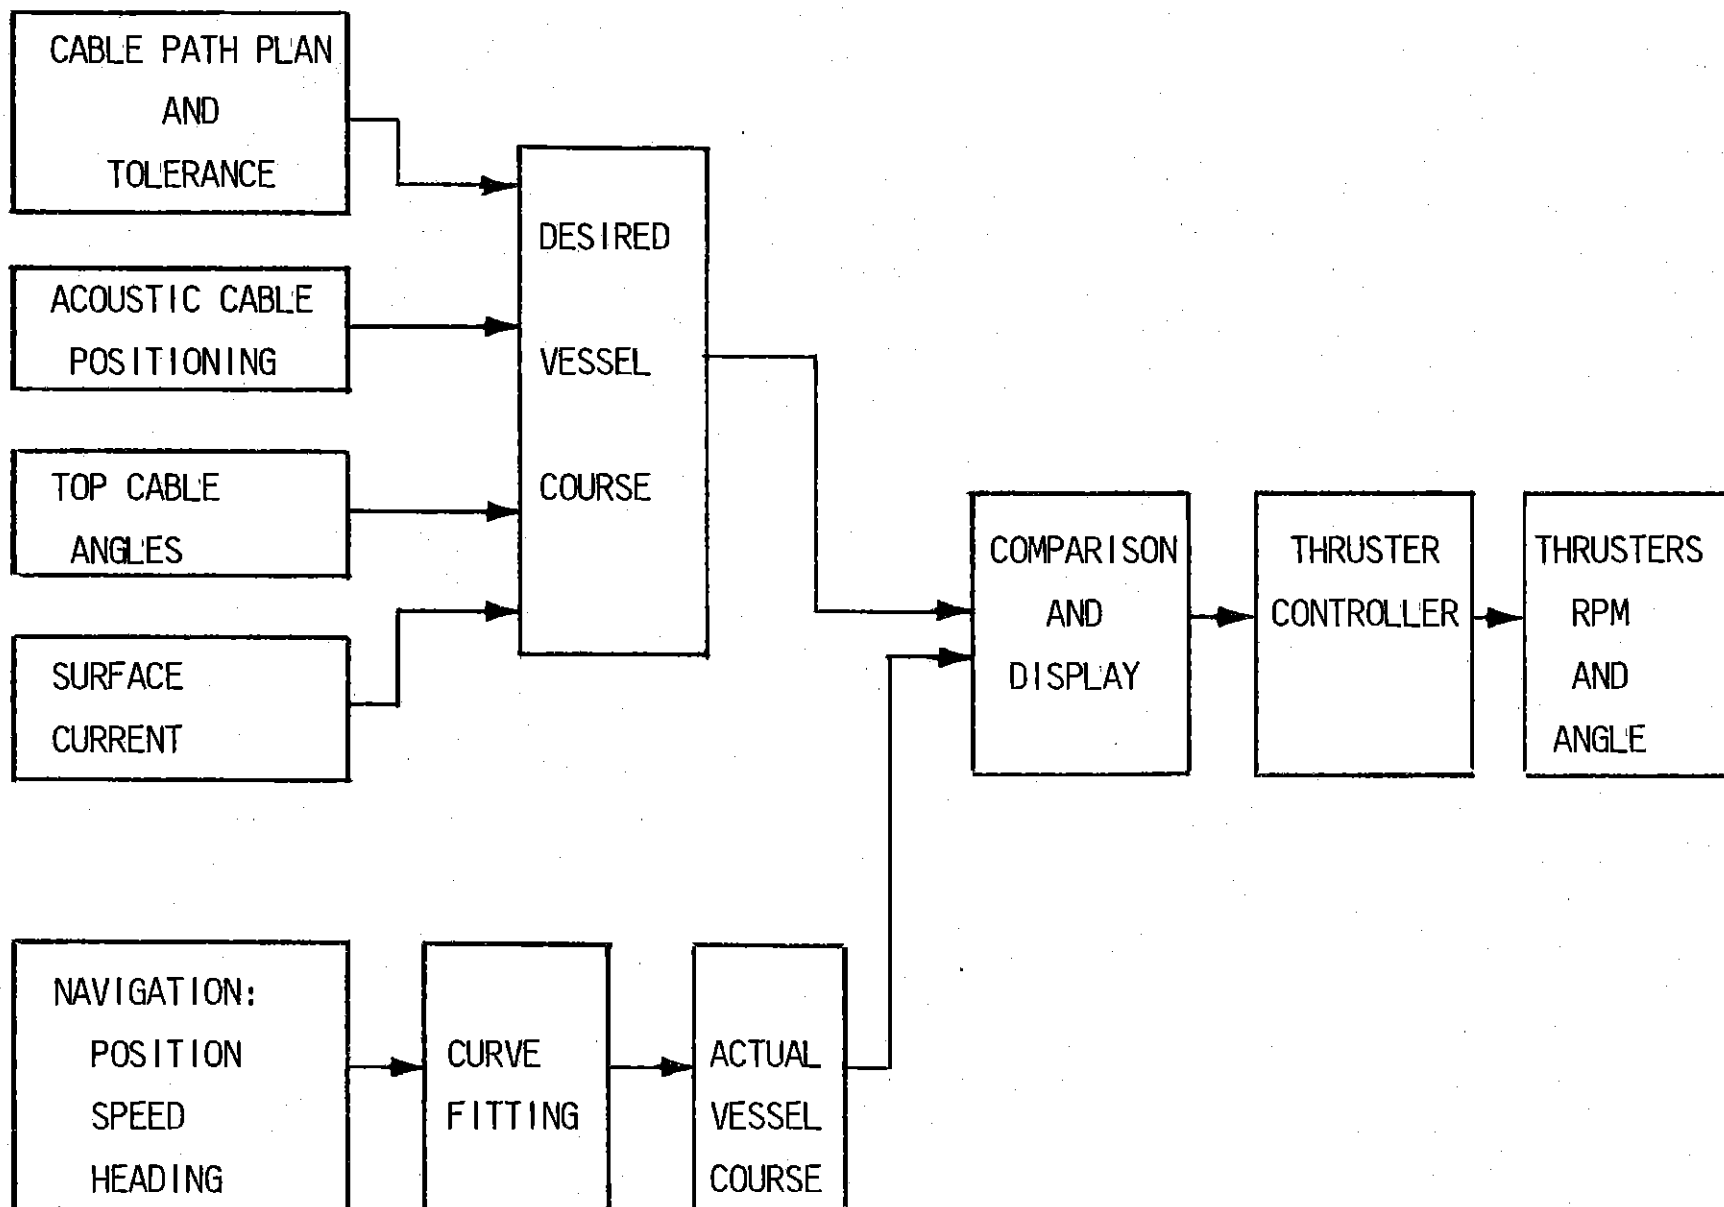 CABLE PATH PLAN
AND
TOLERANCE
ACOUSTIC CABLE
POSITIONING
TOP CABLE
ANGLES
SURFACE
CURRENT
DESIRED
VESSEL
COURSE
NAVIGATION:
POSITION
SPEED
HEADING
CURVE
FITTING
ACTUAL
VESSEL
COURSE
COMPARISON
AND
DISPLAY
THRUSTER
CONTROLLER
THRUSTERS
RPM
AND
ANGLE